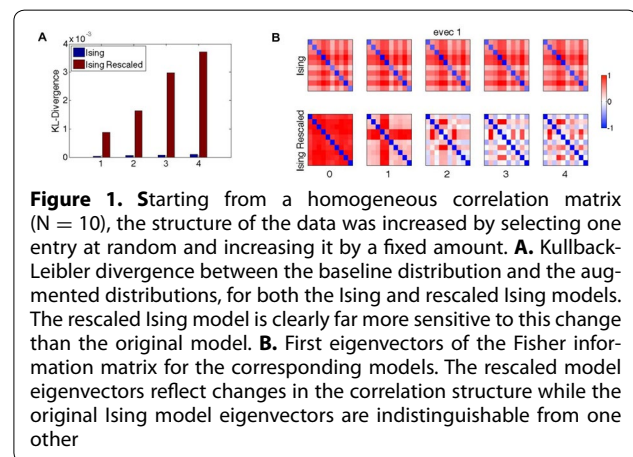 A
×10⁻³
4
3
2
1
0
KL-Divergence
Ising
Ising Rescaled
1 2 3 4
B
evec 1
Ising
Ising Rescaled
0 1 2 3 4
1
0
-1
Figure 1. Starting from a homogeneous correlation matrix
(N = 10), the structure of the data was increased by selecting one
entry at random and increasing it by a fixed amount. A. Kullback-
Leibler divergence between the baseline distribution and the aug-
mented distributions, for both the Ising and rescaled Ising models.
The rescaled Ising model is clearly far more sensitive to this change
than the original model. B. First eigenvectors of the Fisher infor-
mation matrix for the corresponding models. The rescaled model
eigenvectors reflect changes in the correlation structure while the
original Ising model eigenvectors are indistinguishable from one
other